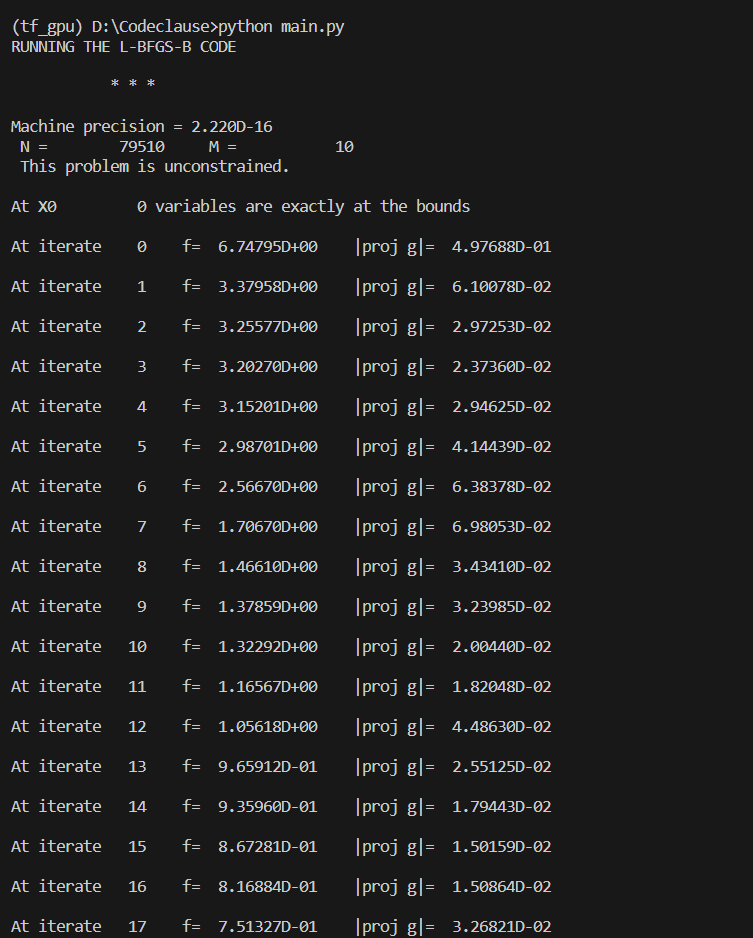 (tf_gpu) D:\Codeclause>python main.py
RUNNING THE L-BFGS-B CODE
* * *
Machine precision = 2.220D-16
N = 79510 M = 10
This problem is unconstrained.
At X0 0 variables are exactly at the bounds
At iterate 0 f= 6.74795D+00 |proj g|= 4.97688D-01
At iterate 1 f= 3.37958D+00 |proj g|= 6.10078D-02
At iterate 2 f= 3.25577D+00 |proj g|= 2.97253D-02
At iterate 3 f= 3.20270D+00 |proj g|= 2.37360D-02
At iterate 4 f= 3.15201D+00 |proj g|= 2.94625D-02
At iterate 5 f= 2.98701D+00 |proj g|= 4.14439D-02
At iterate 6 f= 2.56670D+00 |proj g|= 6.38378D-02
At iterate 7 f= 1.70670D+00 |proj g|= 6.98053D-02
At iterate 8 f= 1.46610D+00 |proj g|= 3.43410D-02
At iterate 9 f= 1.37859D+00 |proj g|= 3.23985D-02
At iterate 10 f= 1.32292D+00 |proj g|= 2.00440D-02
At iterate 11 f= 1.16567D+00 |proj g|= 1.82048D-02
At iterate 12 f= 1.05618D+00 |proj g|= 4.48630D-02
At iterate 13 f= 9.65912D-01 |proj g|= 2.55125D-02
At iterate 14 f= 9.35960D-01 |proj g|= 1.79443D-02
At iterate 15 f= 8.67281D-01 |proj g|= 1.50159D-02
At iterate 16 f= 8.16884D-01 |proj g|= 1.50864D-02
At iterate 17 f= 7.51327D-01 |proj g|= 3.26821D-02